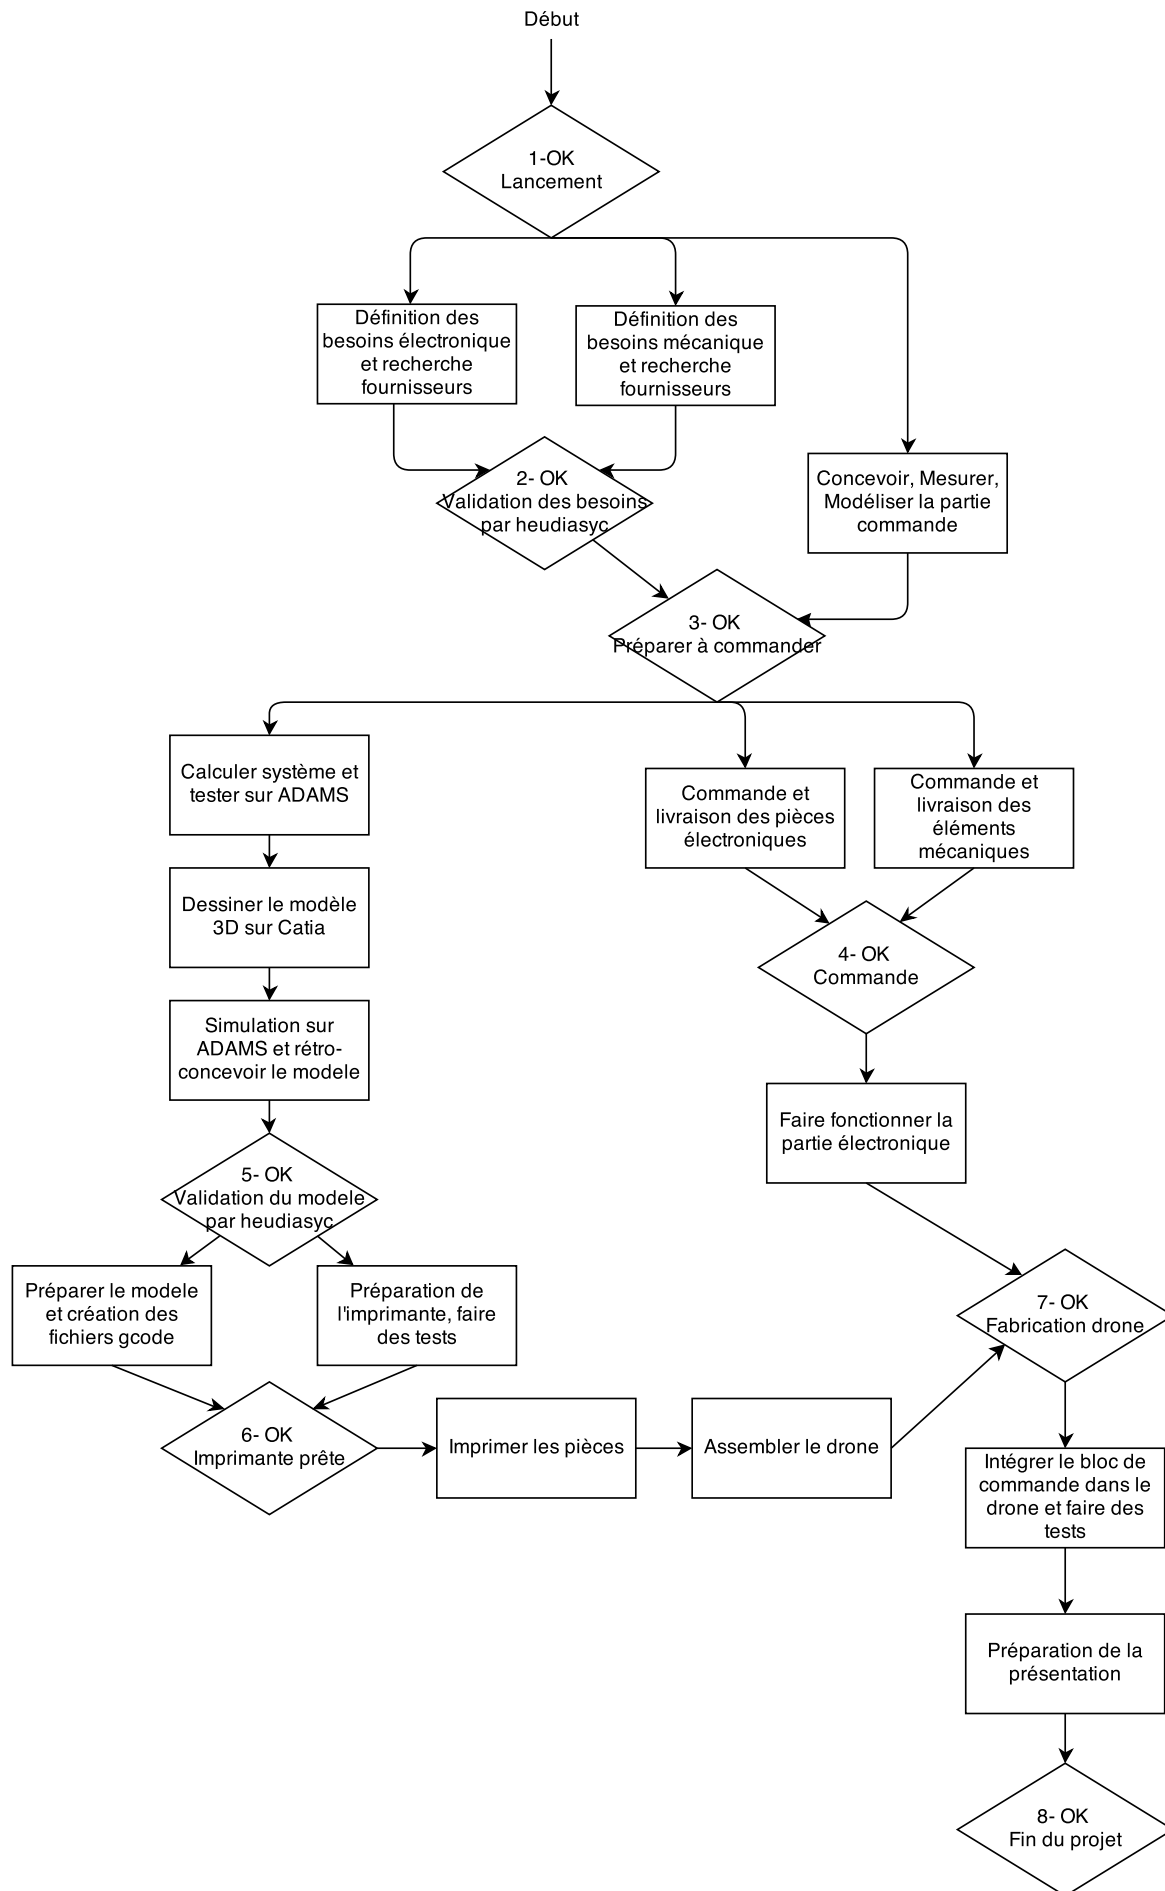 Début
1-OK
Lancement
Définition des
besoins électronique
et recherche
fournisseurs
Définition des
besoins mécanique
et recherche
fournisseurs
Concevoir, Mesurer,
Modéliser la partie
commande
2- OK
Validation des besoins
par heudiasyc
3- OK
Préparer à commander
Calculer système et
tester sur ADAMS
Commande et
livraison des pièces
électroniques
Commande et
livraison des
éléments
mécaniques
Dessiner le modèle
3D sur Catia
4- OK
Commande
Simulation sur
ADAMS et rétro-
concevoir le modele
Faire fonctionner la
partie électronique
5- OK
Validation du modele
par heudiasyc
Préparer le modele
et création des
fichiers gcode
Préparation de
l'imprimante, faire
des tests
7- OK
Fabrication drone
6- OK
Imprimante prête
Imprimer les pièces
Assembler le drone
Intégrer le bloc de
commande dans le
drone et faire des
tests
Préparation de la
présentation
8- OK
Fin du projet